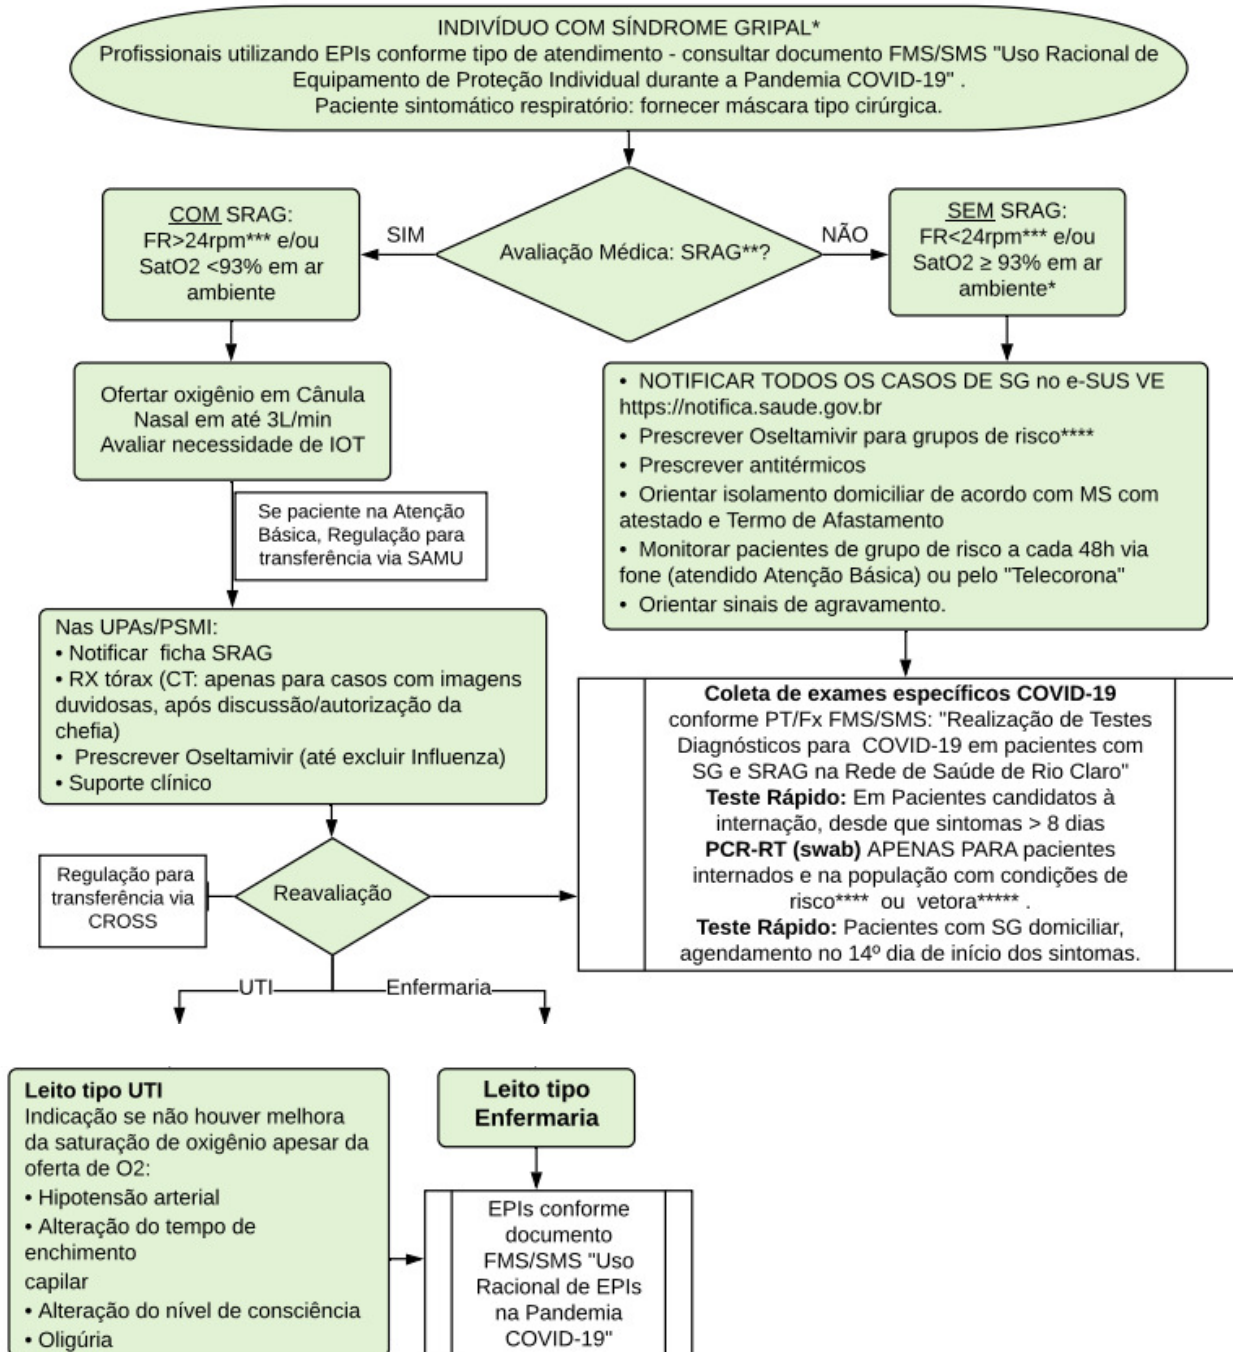 INDIVÍDUO COM SÍNDROME GRIPAL*
Profissionais utilizando EPIs conforme tipo de atendimento - consultar documento FMS/SMS "Uso Racional de
Equipamento de Proteção Individual durante a Pandemia COVID-19" .
Paciente sintomático respiratório: fornecer máscara tipo cirúrgica.
Avaliação Médica: SRAG**?
SIM
NÃO
COM SRAG:
FR>24rpm*** e/ou
SatO2 <93% em ar
ambiente
SEM SRAG:
FR<24rpm*** e/ou
SatO2 ≥ 93% em ar
ambiente*
Ofertar oxigênio em Cânula
Nasal em até 3L/min
Avaliar necessidade de IOT
Se paciente na Atenção
Básica, Regulação para
transferência via SAMU
• NOTIFICAR TODOS OS CASOS DE SG no e-SUS VE
https://notifica.saude.gov.br
• Prescrever Oseltamivir para grupos de risco****
• Prescrever antitérmicos
• Orientar isolamento domiciliar de acordo com MS com
atestado e Termo de Afastamento
• Monitorar pacientes de grupo de risco a cada 48h via
fone (atendido Atenção Básica) ou pelo "Telecorona"
• Orientar sinais de agravamento.
Nas UPAs/PSMI:
• Notificar ficha SRAG
• RX tórax (CT: apenas para casos com imagens
duvidosas, após discussão/autorização da
chefia)
• Prescrever Oseltamivir (até excluir Influenza)
• Suporte clínico
Coleta de exames específicos COVID-19
conforme PT/Fx FMS/SMS: "Realização de Testes
Diagnósticos para COVID-19 em pacientes com
SG e SRAG na Rede de Saúde de Rio Claro"
Teste Rápido: Em Pacientes candidatos à
internação, desde que sintomas > 8 dias
PCR-RT (swab) APENAS PARA pacientes
internados e na população com condições de
risco**** ou vetora***** .
Teste Rápido: Pacientes com SG domiciliar,
agendamento no 14º dia de início dos sintomas.
Reavaliação
Regulação para
transferência via
CROSS
UTI
Enfermaria
Leito tipo UTI
Indicação se não houver melhora
da saturação de oxigênio apesar da
oferta de O2:
• Hipotensão arterial
• Alteração do tempo de
enchimento
capilar
• Alteração do nível de consciência
• Oligúria
Leito tipo
Enfermaria
EPIs conforme
documento
FMS/SMS "Uso
Racional de EPIs
na Pandemia
COVID-19"